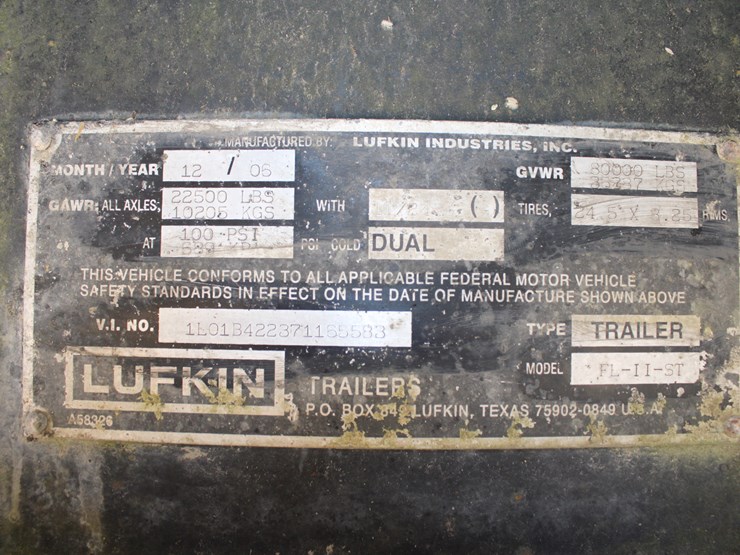 MANUFACTURED BY: LUFKIN INDUSTRIES, INC.
MONTH / YEAR 12 / 06 GVWR 80000 LBS
GAWR: ALL AXLES, 22500 LBS WITH ( ) TIRES, 24.5 X 8.25 RIMS,
10205 KGS
AT 100 PSI PSI COLD DUAL
THIS VEHICLE CONFORMS TO ALL APPLICABLE FEDERAL MOTOR VEHICLE
SAFETY STANDARDS IN EFFECT ON THE DATE OF MANUFACTURE SHOWN ABOVE
V.I. NO. TYPE TRAILER
MODEL FL-II-ST
LUFKIN TRAILERS
P.O. BOX 849 LUFKIN, TEXAS 75902-0849 U.S.A.
A58326